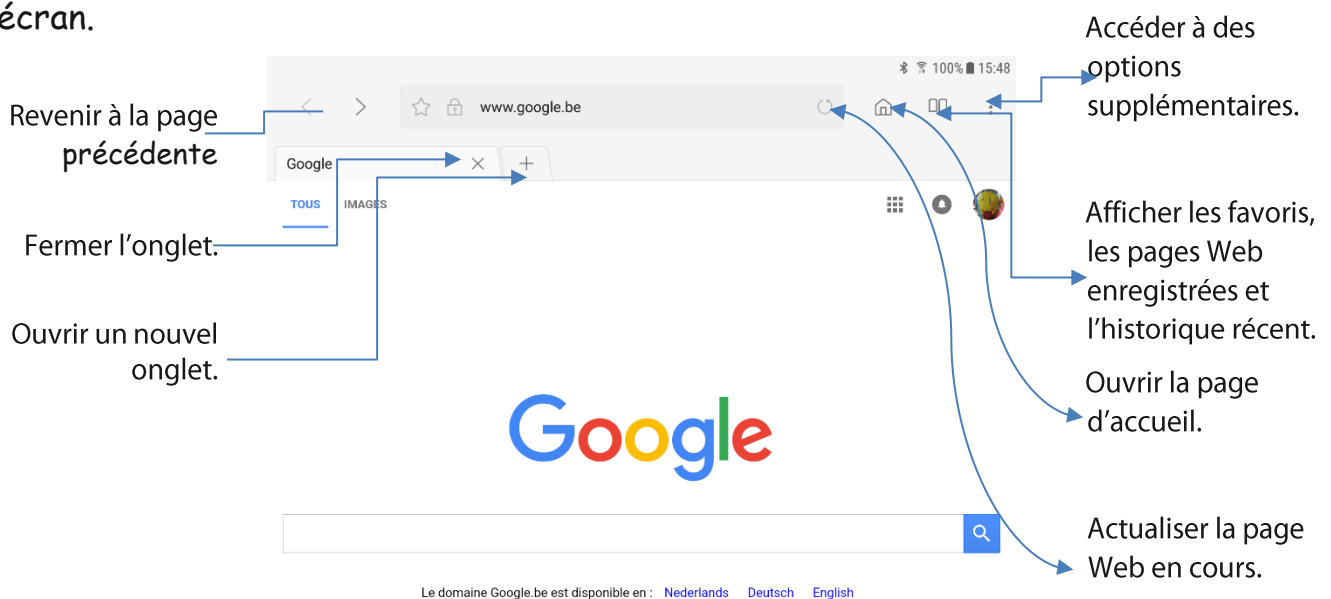 écran.
Accéder à des
options
supplémentaires.
100% 15:48
Revenir à la page
précédente
www.google.be
Google
TOUS IMAGES
Fermer l'onglet.
Afficher les favoris,
les pages Web
enregistrées et
l'historique récent.
Ouvrir un nouvel
onglet.
Ouvrir la page
d'accueil.
Google
Actualiser la page
Web en cours.
Le domaine Google.be est disponible en : Nederlands Deutsch English